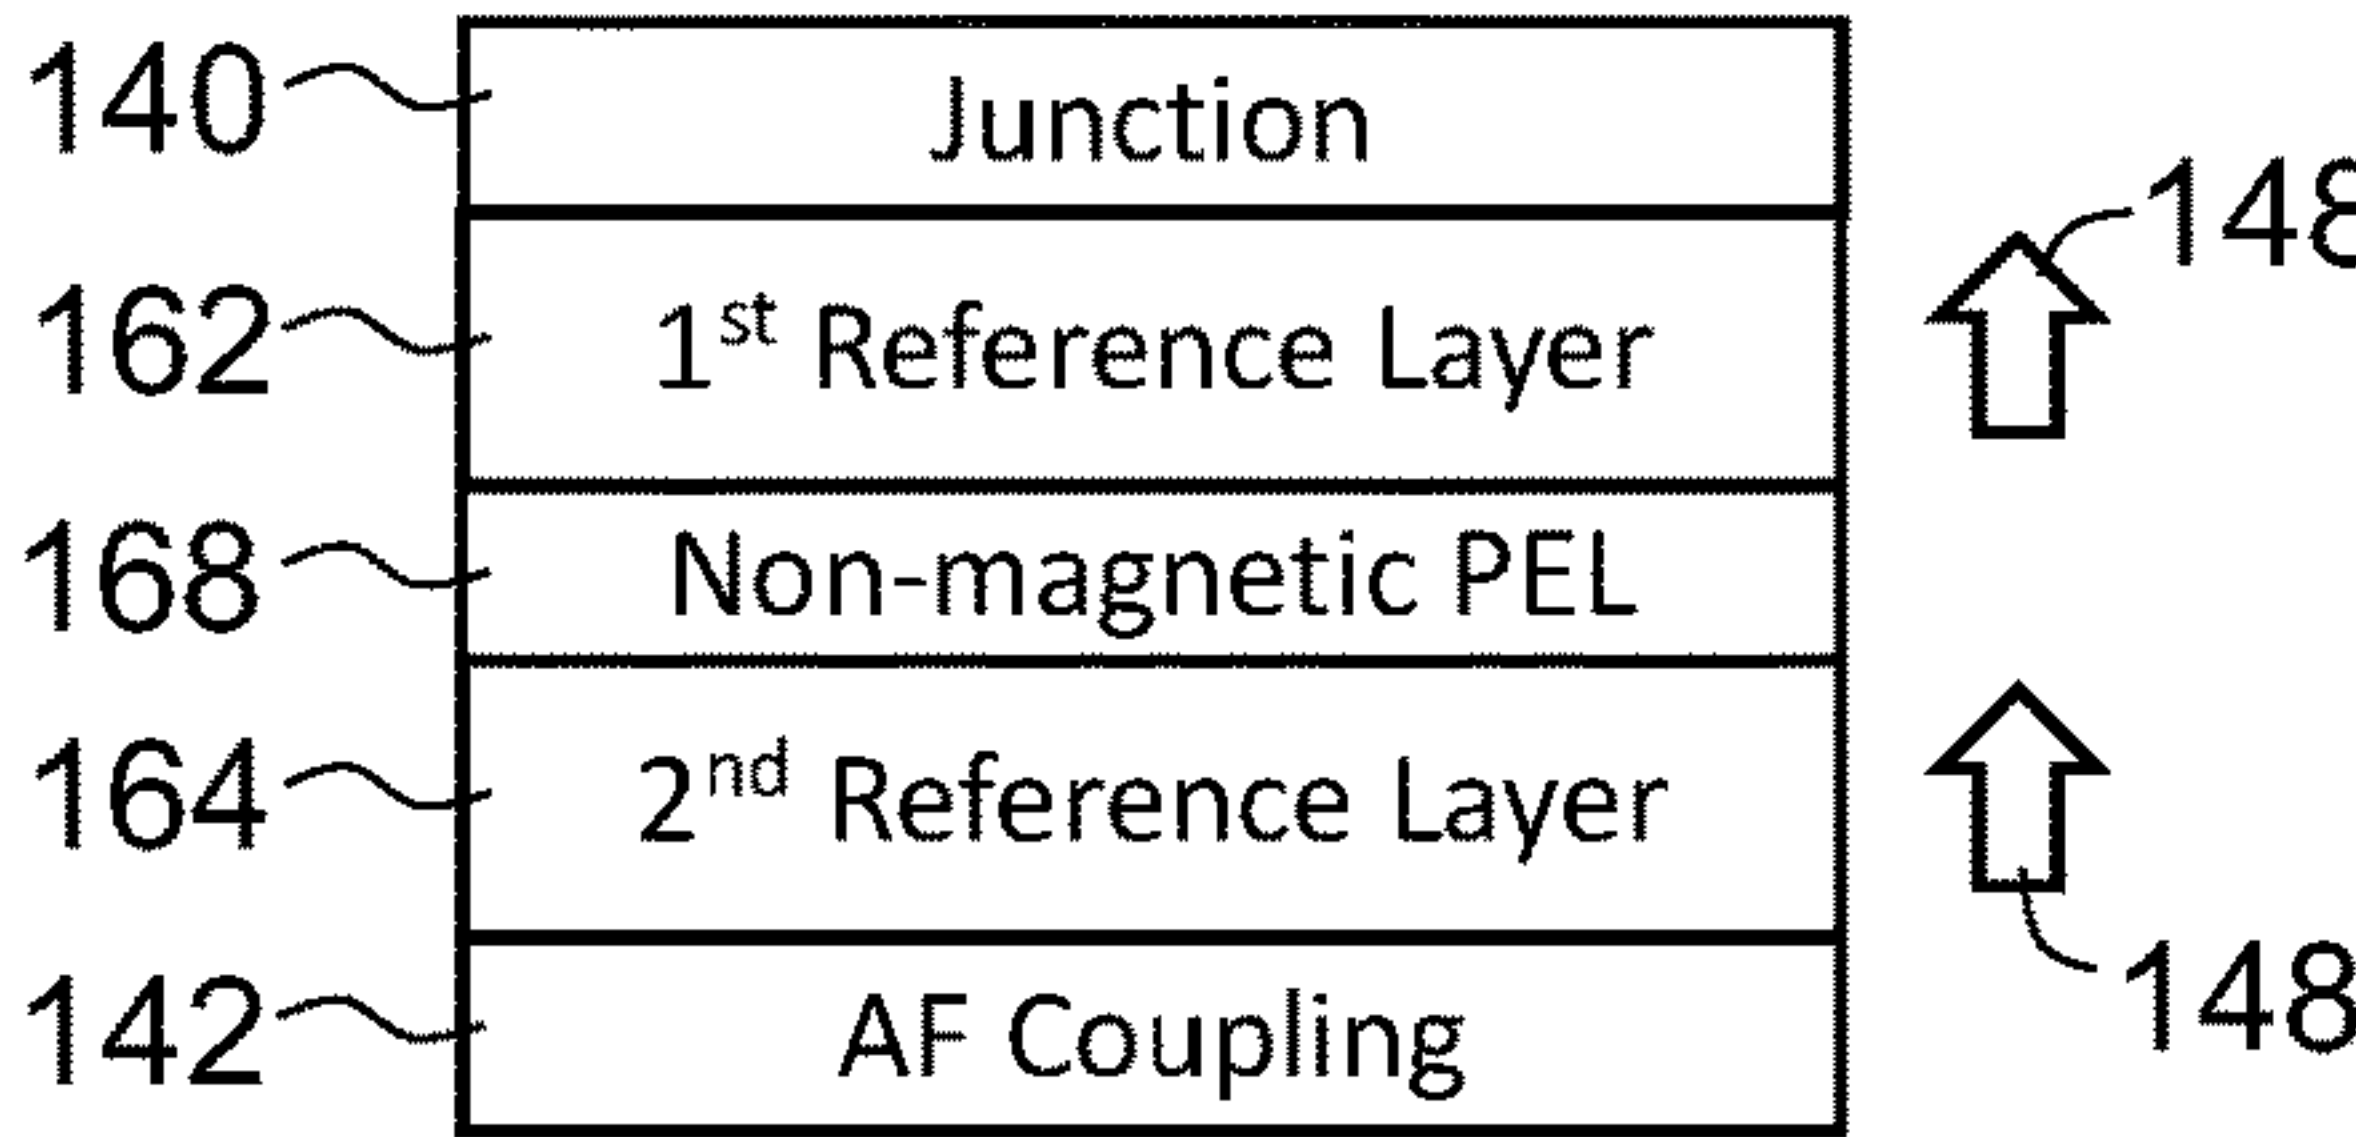 140 Junction
148
162 1st Reference Layer
168 Non-magnetic PEL
164 2nd Reference Layer
148
142 AF Coupling